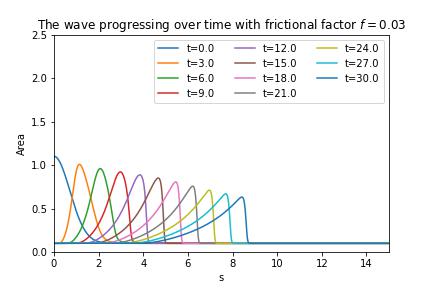 The wave progressing over time with frictional factor f = 0.03
t=0.0 t=12.0 t=24.0
t=3.0 t=15.0 t=27.0
t=6.0 t=18.0 t=30.0
t=9.0 t=21.0
2.5
2.0
1.5
1.0
0.5
0.0
Area
0 2 4 6 8 10 12 14
s